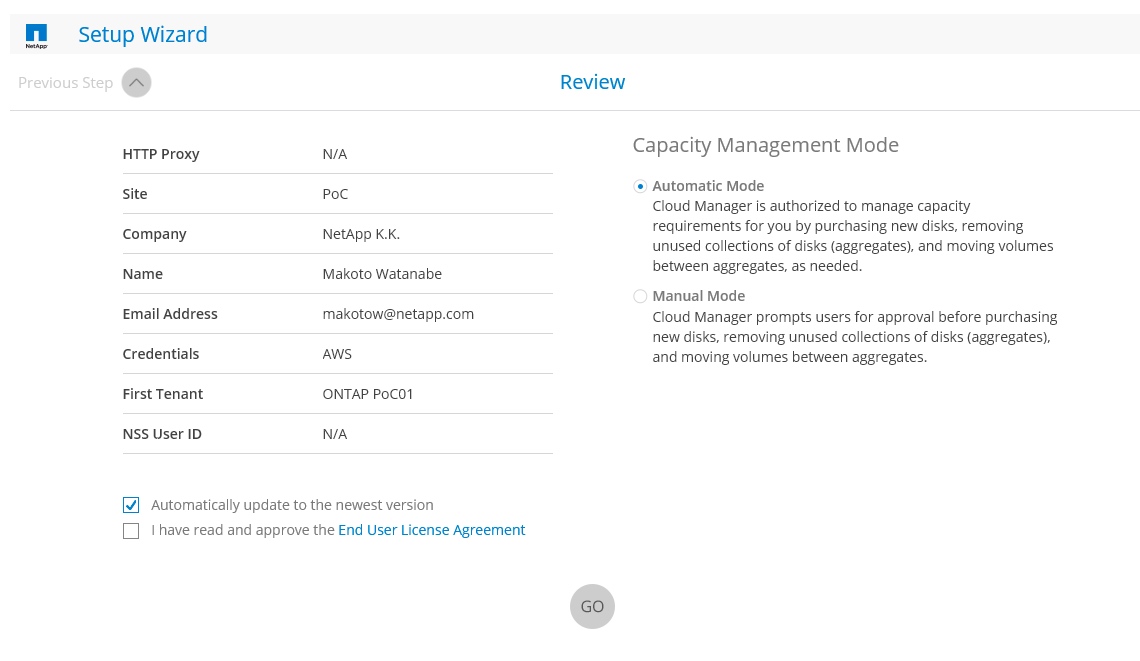 NetApp
Setup Wizard
Previous Step
Review
HTTP Proxy N/A
Site PoC
Company NetApp K.K.
Name Makoto Watanabe
Email Address makotow@netapp.com
Credentials AWS
First Tenant ONTAP PoC01
NSS User ID N/A
Automatically update to the newest version
I have read and approve the End User License Agreement
Capacity Management Mode
Automatic Mode
Cloud Manager is authorized to manage capacity
requirements for you by purchasing new disks, removing
unused collections of disks (aggregates), and moving volumes
between aggregates, as needed.
Manual Mode
Cloud Manager prompts users for approval before purchasing
new disks, removing unused collections of disks (aggregates),
and moving volumes between aggregates.
GO